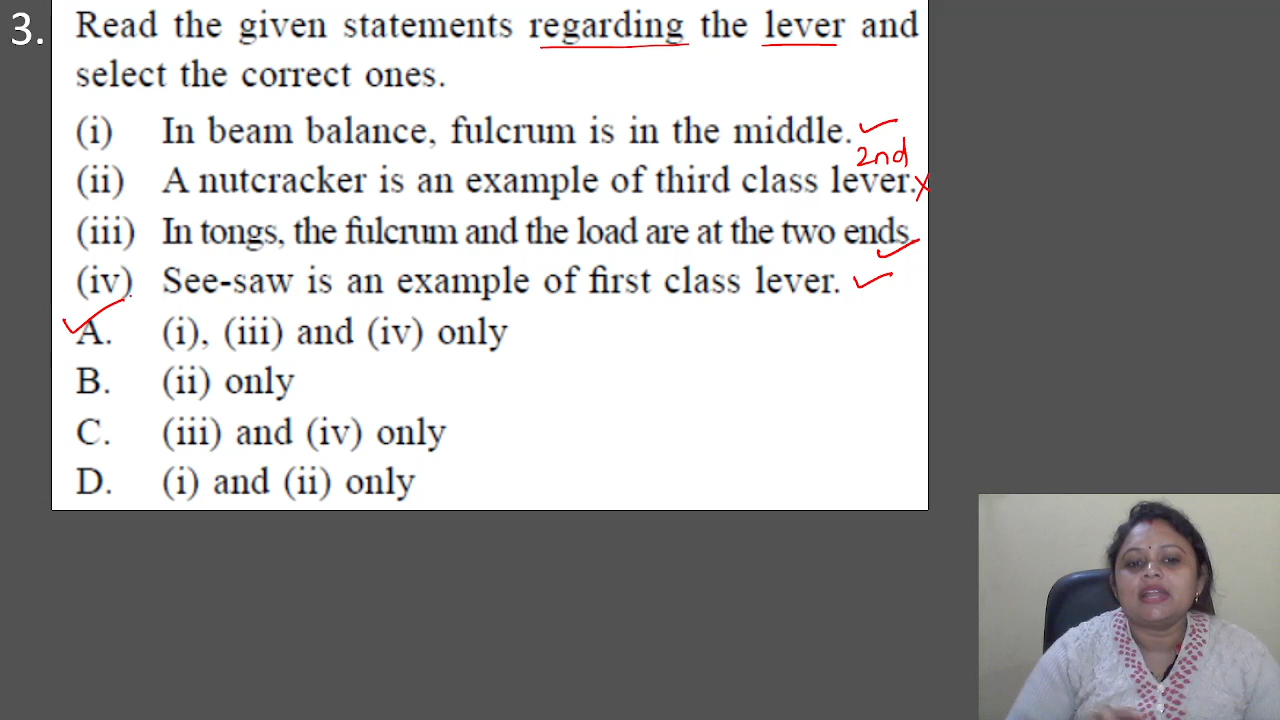 3. Read the given statements regarding the lever and
select the correct ones.
(i) In beam balance, fulcrum is in the middle.
2nd
(ii) A nutcracker is an example of third class lever.
(iii) In tongs, the fulcrum and the load are at the two ends.
(iv) See-saw is an example of first class lever.
A. (i), (iii) and (iv) only
B. (ii) only
C. (iii) and (iv) only
D. (i) and (ii) only